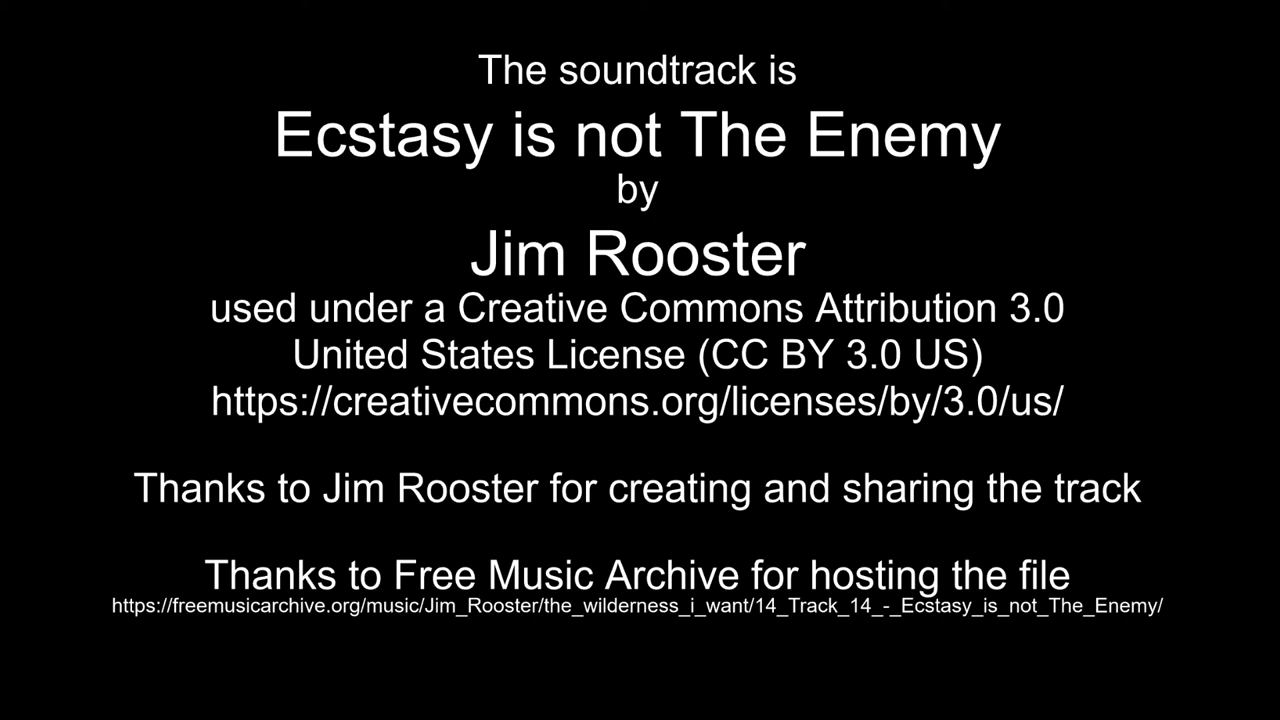 The soundtrack is
Ecstasy is not The Enemy
by
Jim Rooster
used under a Creative Commons Attribution 3.0
United States License (CC BY 3.0 US)
https://creativecommons.org/licenses/by/3.0/us/
Thanks to Jim Rooster for creating and sharing the track
Thanks to Free Music Archive for hosting the file
https://freemusicarchive.org/music/Jim_Rooster/the_wilderness_i_want/14_Track_14_-_Ecstasy_is_not_The_Enemy/